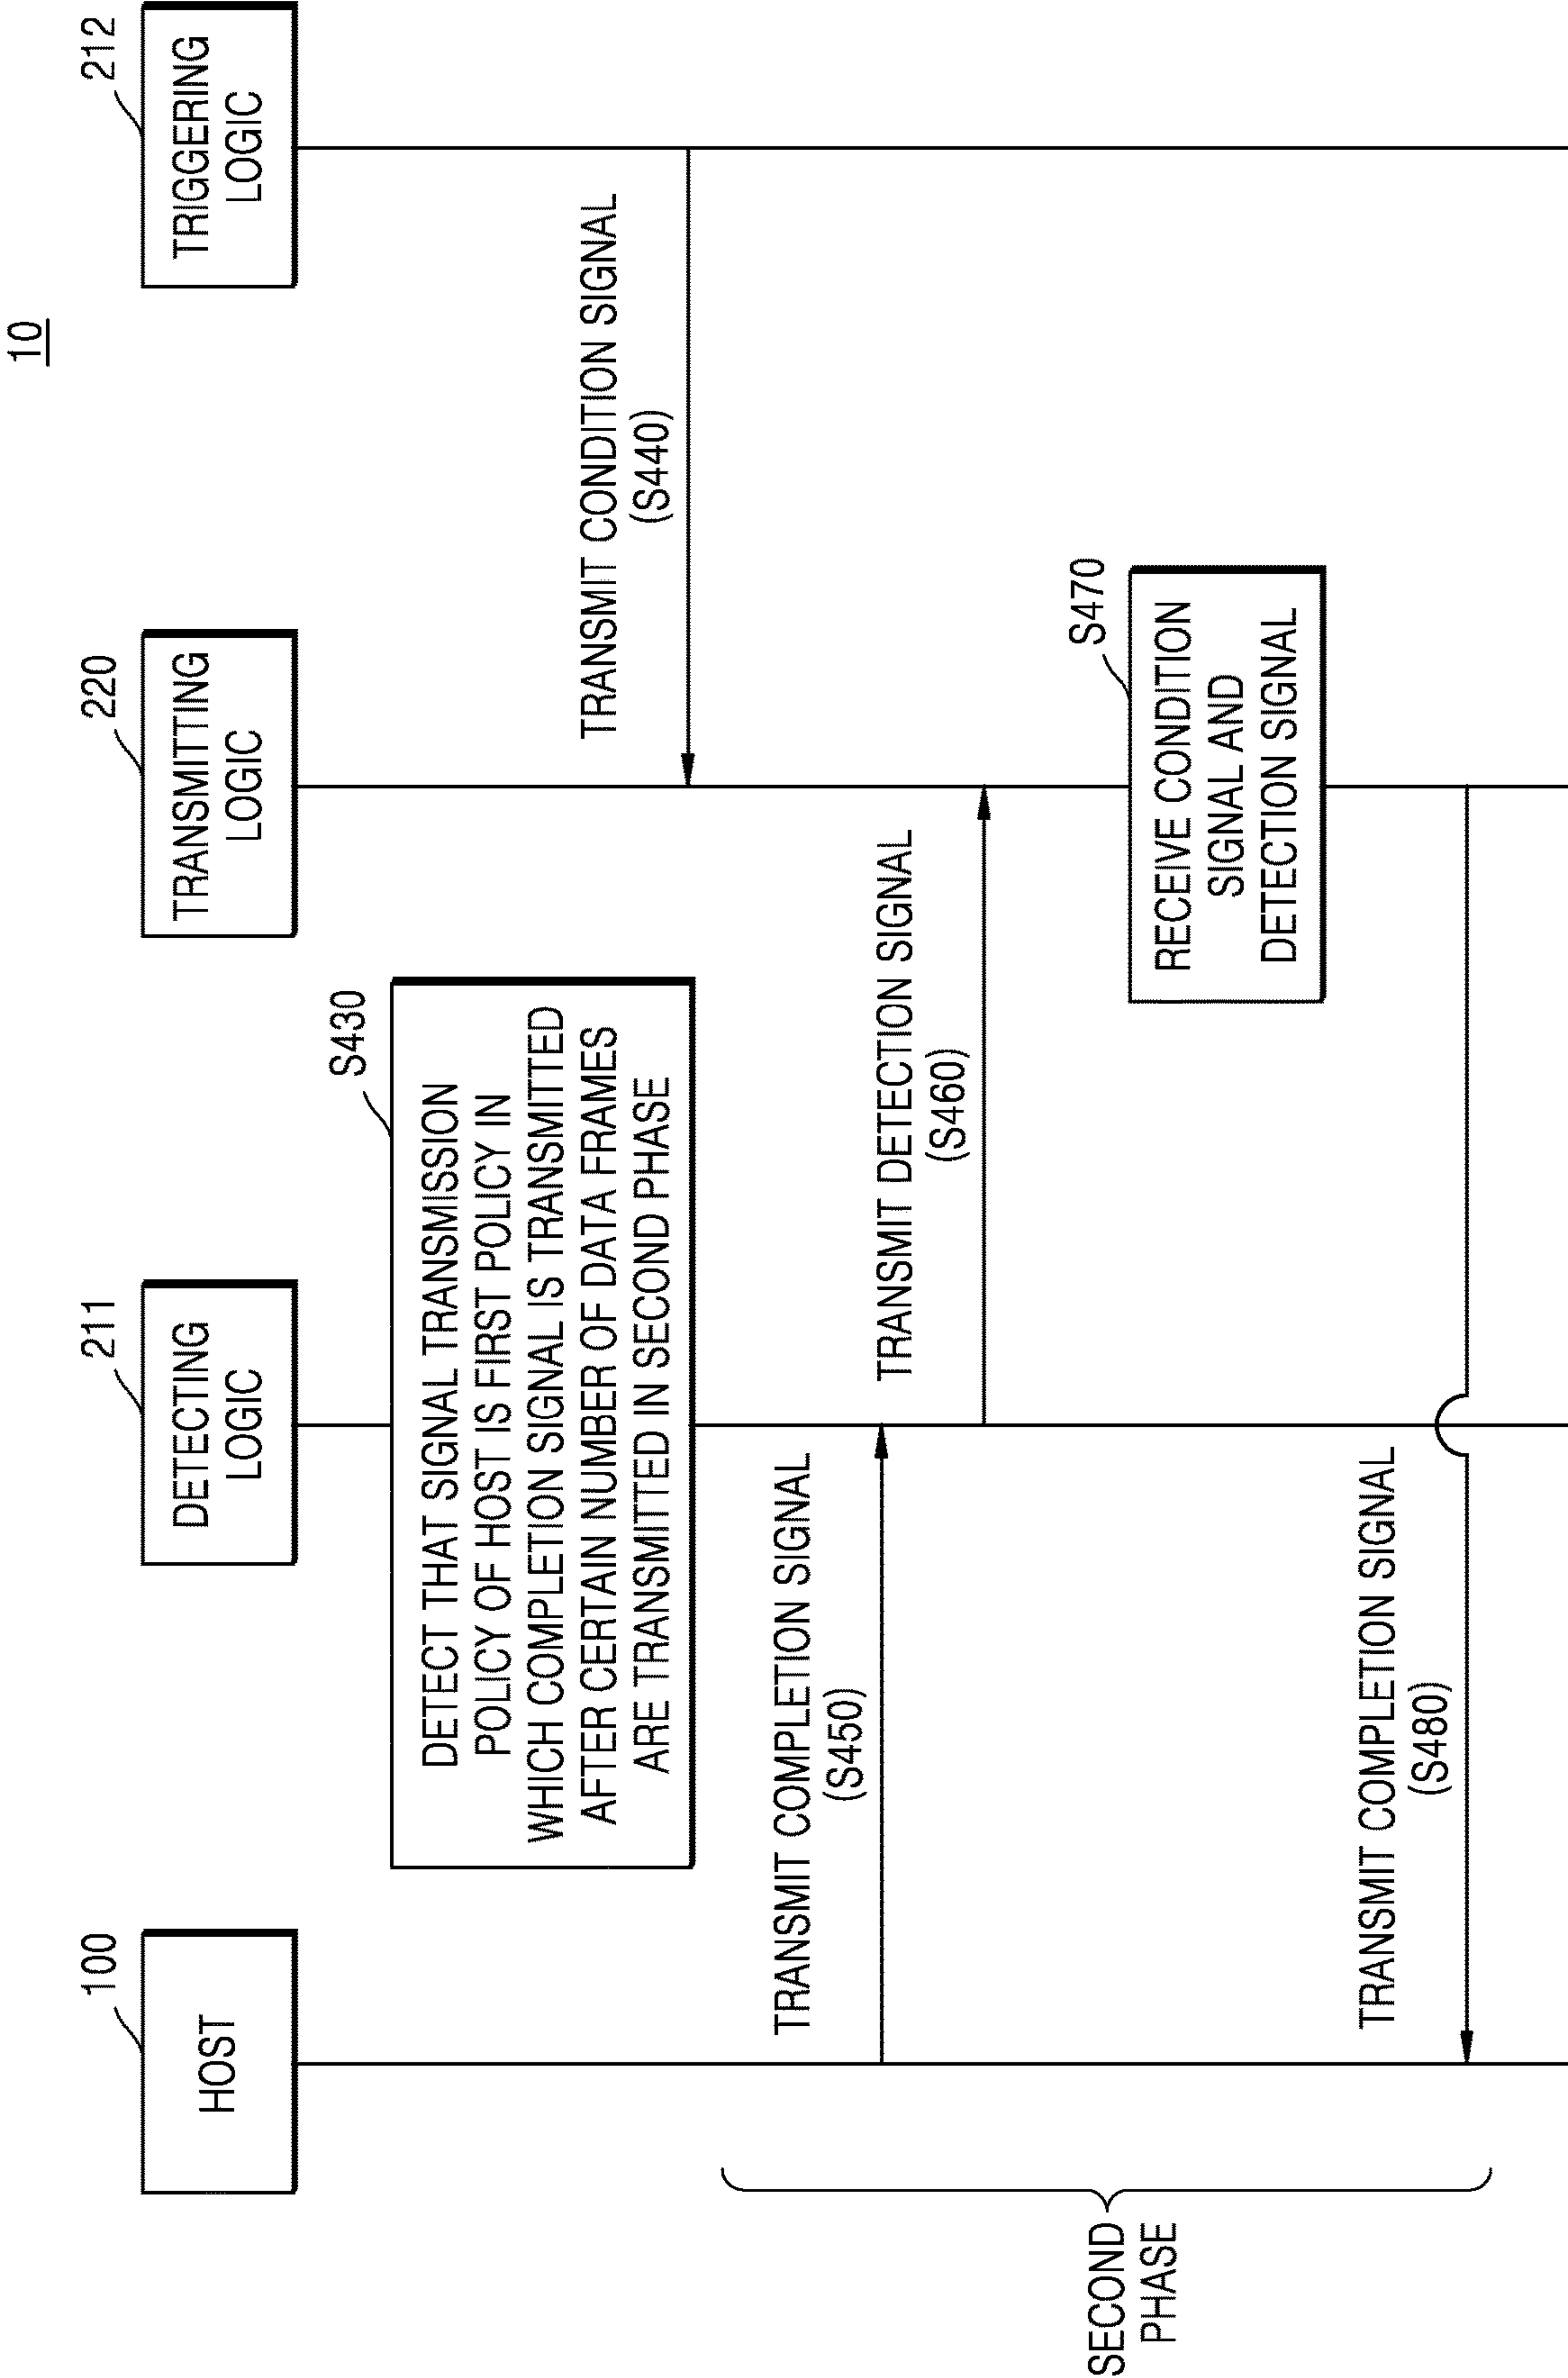 10
100
211
220
212
HOST
DETECTING
LOGIC
TRANSMITTING
LOGIC
TRIGGERING
LOGIC
S430
DETECT THAT SIGNAL TRANSMISSION
POLICY OF HOST IS FIRST POLICY IN
WHICH COMPLETION SIGNAL IS TRANSMITTED
AFTER CERTAIN NUMBER OF DATA FRAMES
ARE TRANSMITTED IN SECOND PHASE
TRANSMIT CONDITION SIGNAL
(S440)
TRANSMIT COMPLETION SIGNAL
(S450)
TRANSMIT DETECTION SIGNAL
(S460)
SECOND
PHASE
S470
RECEIVE CONDITION
SIGNAL AND
DETECTION SIGNAL
TRANSMIT COMPLETION SIGNAL
(S480)